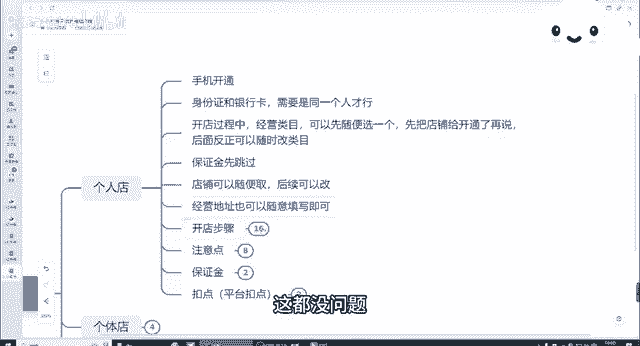 手机开通
身份证和银行卡，需要是同一个人才行
开店过程中，经营类目，可以先随便选一个，先把店铺给开通了再说，
后面反正可以随时改类目
保证金先跳过
个人店
店铺可以随便取，后续可以改
经营地址也可以随意填写即可
开店步骤 16
注意点 8
保证金 2
扣点（平台扣点）
这都没问题
个体店 4